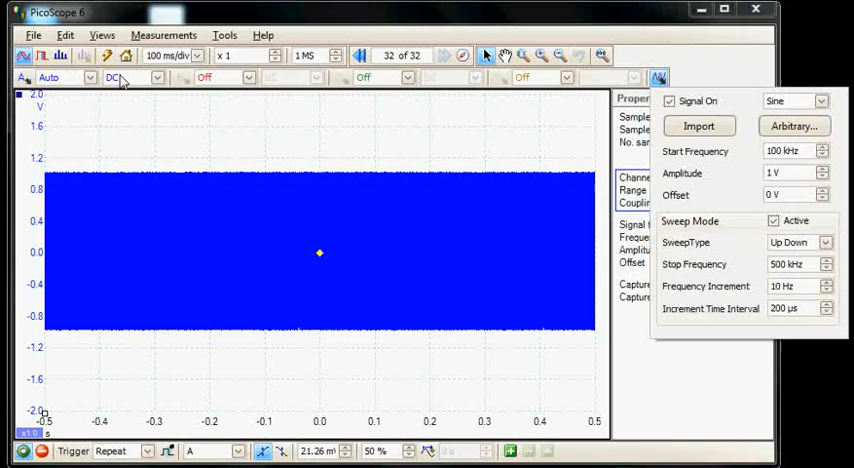 PicoScope 6
File Edit Views Measurements Tools Help
100 ms/div x 1 1 MS 32 of 32
A Auto DC Off Off Off
2.0
V
1.6
1.2
0.8
0.4
0.0
-0.4
-0.8
-1.2
-1.6
-2.0
-0.5 -0.4 -0.3 -0.2 -0.1 0.0 0.1 0.2 0.3 0.4 0.5
x1.0 s
Proper
Sample
Sample
No. sam
Channe
Range
Coupling
Signal f
Freque
Amplitu
Offset
Captur
Captur
Signal On Sine
Import Arbitrary...
Start Frequency 100 kHz
Amplitude 1 V
Offset 0 V
Sweep Mode Active
SweepType Up Down
Stop Frequency 500 kHz
Frequency Increment 10 Hz
Increment Time Interval 200 µs
Trigger Repeat A 21.26 mV 50 % 0 s